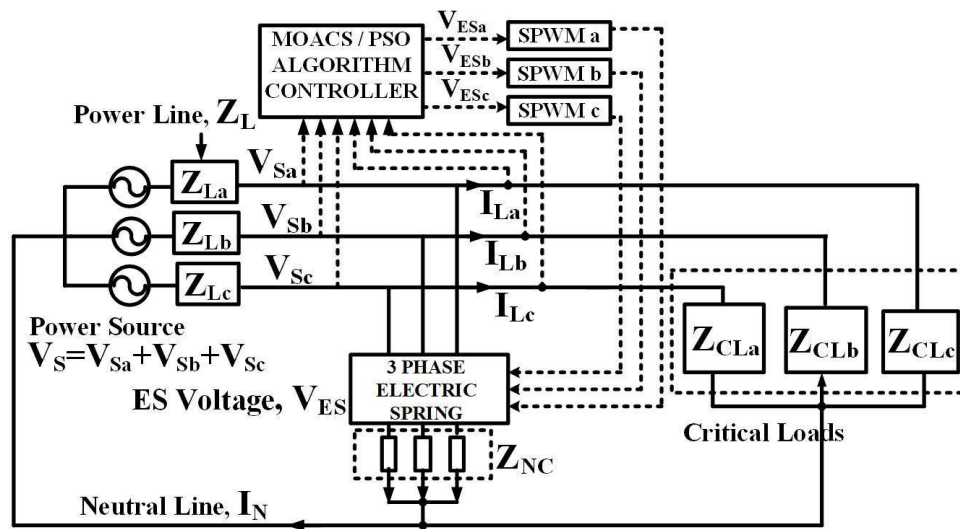 MOACS / PSO
ALGORITHM
CONTROLLER
V_ESa
V_ESb
V_ESc
SPWM a
SPWM b
SPWM c
Power Line, Z_L
Z_La
Z_Lb
Z_Lc
V_Sa
V_Sb
V_Sc
I_La
I_Lb
I_Lc
Power Source
V_S=V_Sa+V_Sb+V_Sc
ES Voltage, V_ES
3 PHASE
ELECTRIC
SPRING
Z_NC
Z_CLa
Z_CLb
Z_CLc
Critical Loads
Neutral Line, I_N